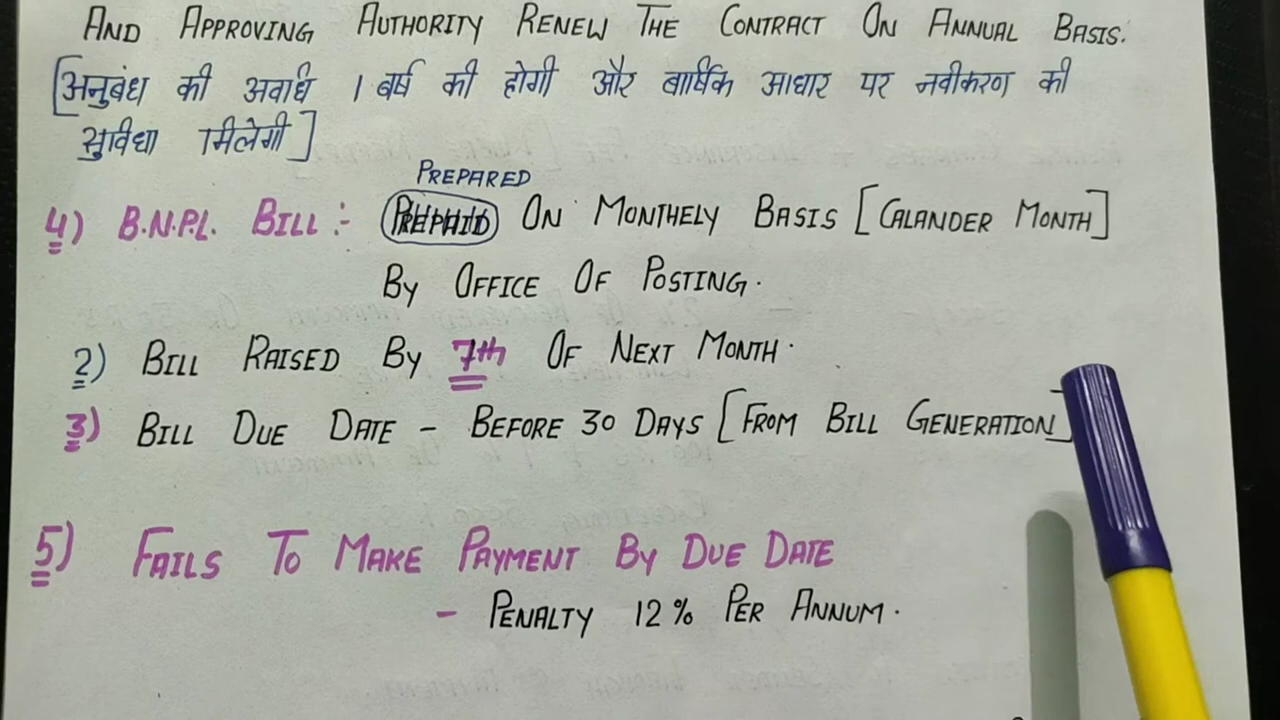 AND APPROVING AUTHORITY RENEW THE CONTRACT ON ANNUAL BASIS.
[अनुबंध की अवधि 1 बर्ष की होगी और बार्षिक आधार पर नवीकरण की
सुविधा मिलेगी]
PREPARED
4) B.N.P.L. BILL :- PREPAID ON MONTHELY BASIS [CALANDER MONTH]
BY OFFICE OF POSTING.
2) BILL RAISED BY 7th OF NEXT MONTH.
3) BILL DUE DATE - BEFORE 30 DAYS [FROM BILL GENERATION]
5) FAILS TO MAKE PAYMENT BY DUE DATE
- PENALTY 12% PER ANNUM.